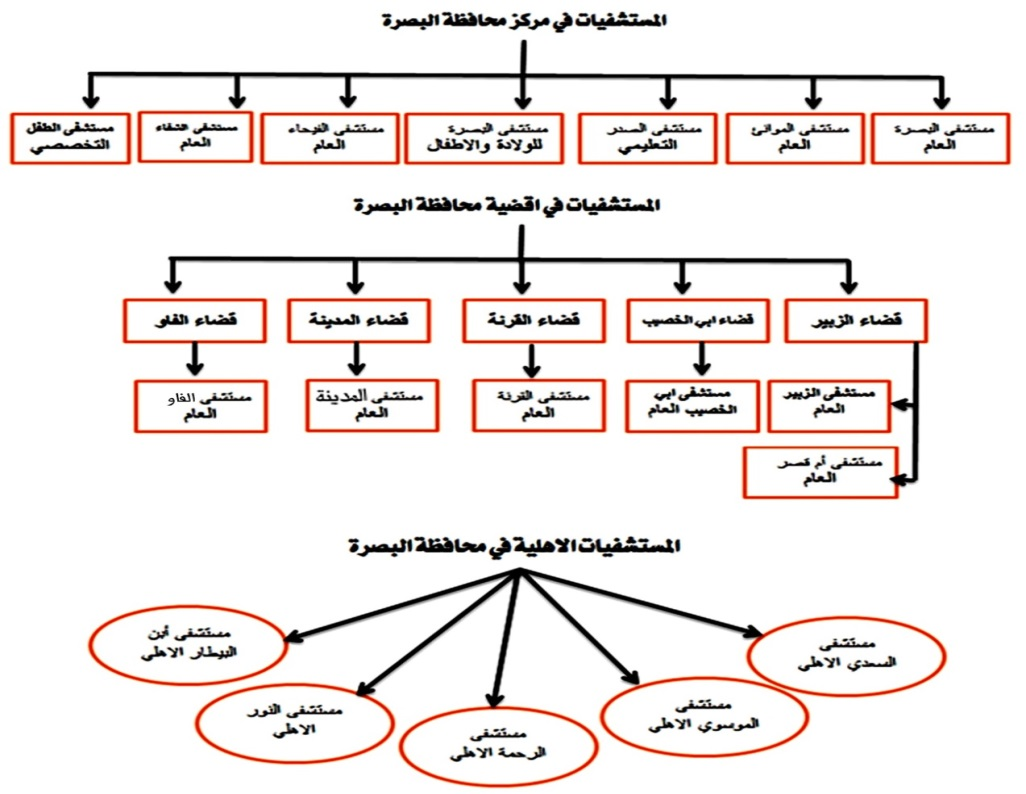 المستشفيات في مركز محافظة البصرة
مستشفى البصرة
العام
مستشفى الموانئ
العام
مستشفى الصدر
التعليمي
مستشفى البصرة
للولادة والاطفال
مستشفى الفيحاء
العام
مستشفى الشفاء
العام
مستشفى الطفل
التخصصي
المستشفيات في اقضية محافظة البصرة
قضاء الزبير
قضاء ابي الخصيب
قضاء القرنة
قضاء المدينة
قضاء الفاو
مستشفى الزبير
العام
مستشفى ابي
الخصيب العام
مستشفى القرنة
العام
مستشفى المدينة
العام
مستشفى الفاو
العام
مستشفى أم قصر
العام
المستشفيات الاهلية في محافظة البصرة
مستشفى
السعدي الاهلي
مستشفى
الموسوي الاهلي
مستشفى
الرحمة الاهلي
مستشفى النور
الاهلي
مستشفى أبن
البيطار الاهلي